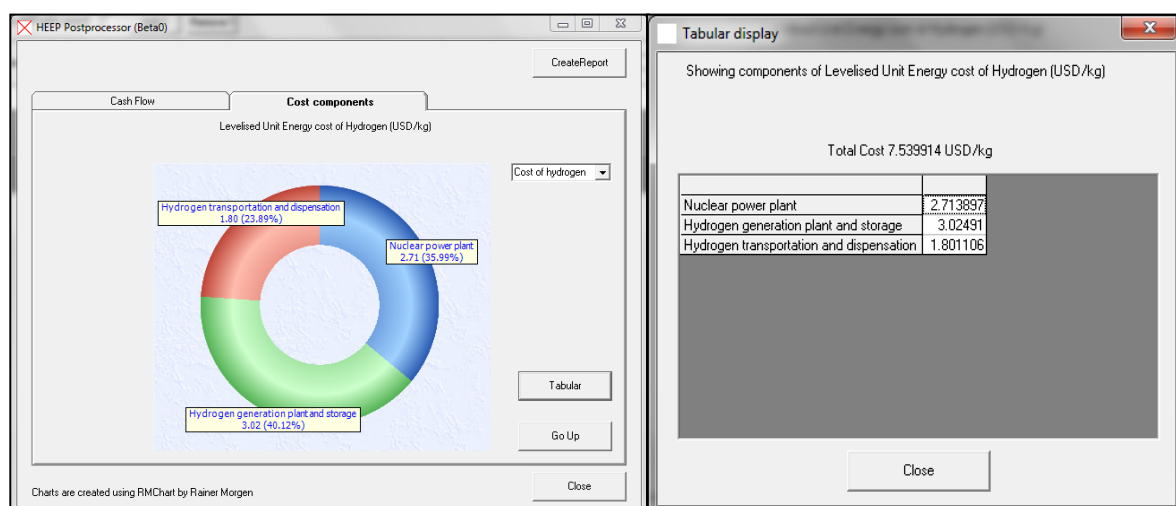 HEEP Postprocessor (Beta0)
CreateReport
Cash Flow
Cost components
Levelised Unit Energy cost of Hydrogen (USD/kg)
Cost of hydrogen
Hydrogen transportation and dispensation
1.80 (23.89%)
Nuclear power plant
2.71 (35.99%)
Hydrogen generation plant and storage
3.02 (40.12%)
Tabular
Go Up
Charts are created using RMChart by Rainer Morgen
Close
Tabular display
Showing components of Levelised Unit Energy cost of Hydrogen (USD/kg)
Total Cost 7.539914 USD/kg
Nuclear power plant 2.713897
Hydrogen generation plant and storage 3.02491
Hydrogen transportation and dispensation 1.801106
Close